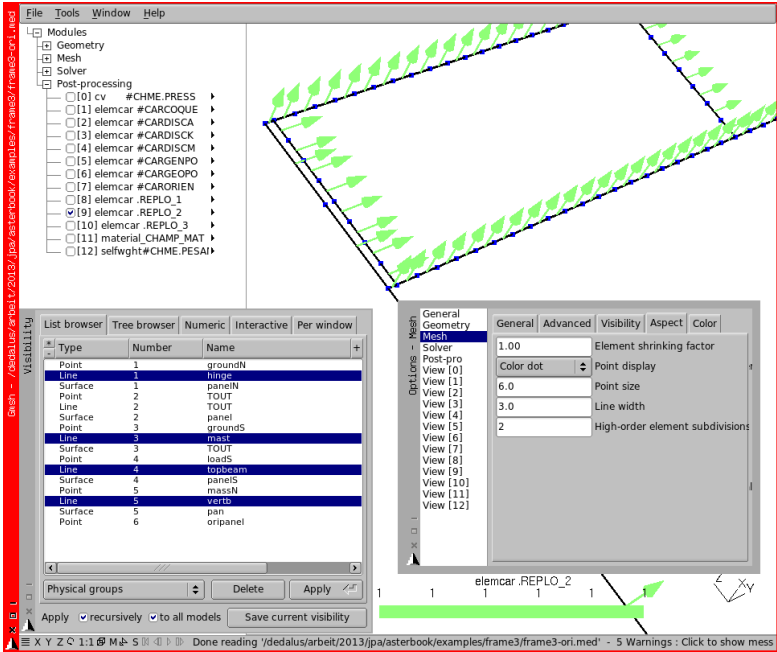 File Tools Window Help
Gmsh - /dedalus/arbeit/2013/jpa/asterbook/examples/frame3/frame3-ori.med
Modules
Geometry
Mesh
Solver
Post-processing
[0] cv #CHME.PRESS
[1] elemcar #CARCOQUE
[2] elemcar #CARDISCA
[3] elemcar #CARDISCK
[4] elemcar #CARDISCM
[5] elemcar #CARGENPO
[6] elemcar #CARGEOPO
[7] elemcar #CARORIEN
[8] elemcar .REPLO_1
[9] elemcar .REPLO_2
[10] elemcar .REPLO_3
[11] material_CHAMP_MAT
[12] selfwght#CHME.PESAN
Visibility
List browser Tree browser Numeric Interactive Per window
* - Type Number Name +
Point 1 groundN
Line 1 hinge
Surface 1 panelN
Point 2 TOUT
Line 2 TOUT
Surface 2 panel
Point 3 groundS
Line 3 mast
Surface 3 TOUT
Point 4 loadS
Line 4 topbeam
Surface 4 panelS
Point 5 massN
Line 5 vertb
Surface 5 pan
Point 6 oripanel
Physical groups Delete Apply
Apply recursively to all models Save current visibility
Options - Mesh
General
Geometry
Mesh
Solver
Post-pro
View [0]
View [1]
View [2]
View [3]
View [4]
View [5]
View [6]
View [7]
View [8]
View [9]
View [10]
View [11]
View [12]
General Advanced Visibility Aspect Color
1.00 Element shrinking factor
Color dot Point display
6.0 Point size
3.0 Line width
2 High-order element subdivisions
elemcar .REPLO_2
1 1 1 1 1 1
Z X Y
X Y Z 1:1 M S Done reading '/dedalus/arbeit/2013/jpa/asterbook/examples/frame3/frame3-ori.med' - 5 Warnings : Click to show mess